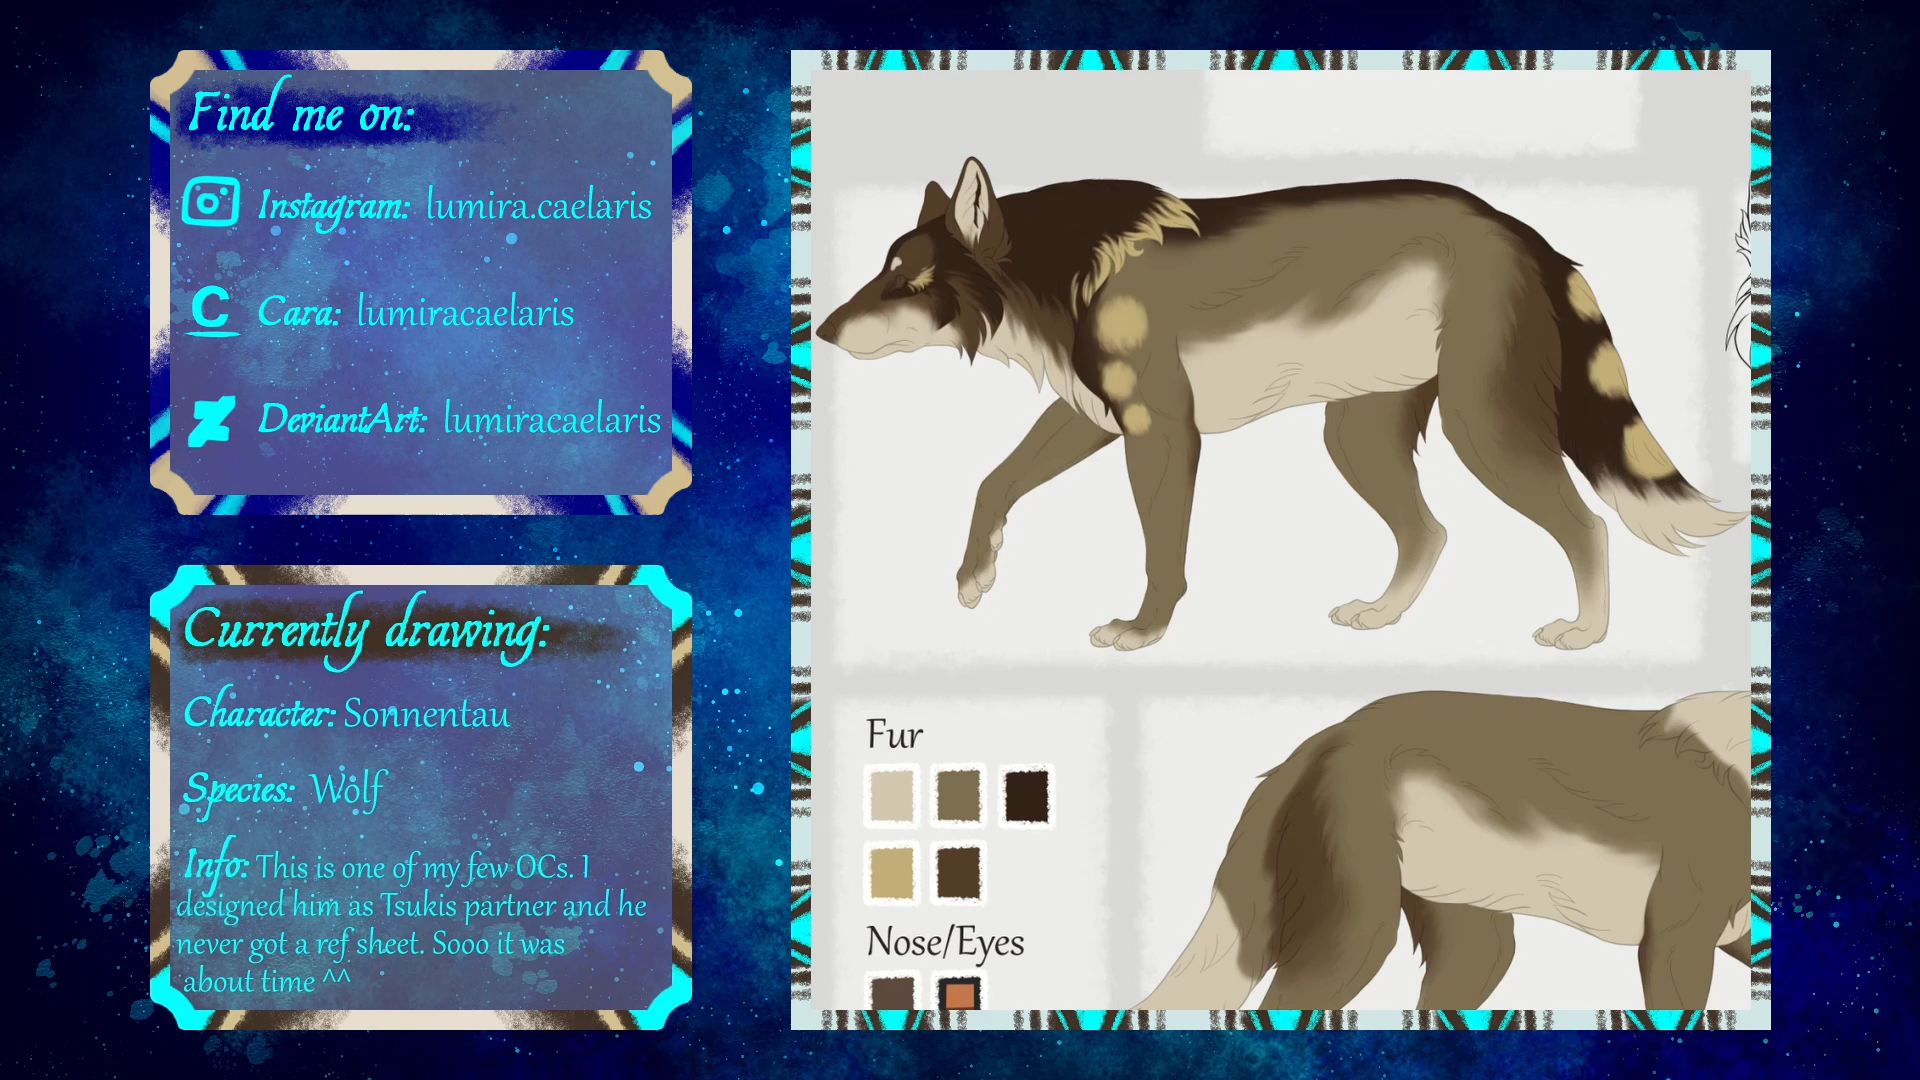 Find me on:
Instagram: lumira.caelaris
C
Cara: lumiracaelaris
DeviantArt: lumiracaelaris
Currently drawing:
Character: Sonnentau
Species: Wolf
Info: This is one of my few OCs. I
designed him as Tsukis partner and he
never got a ref sheet. Sooo it was
about time ^^
Fur
Nose/Eyes